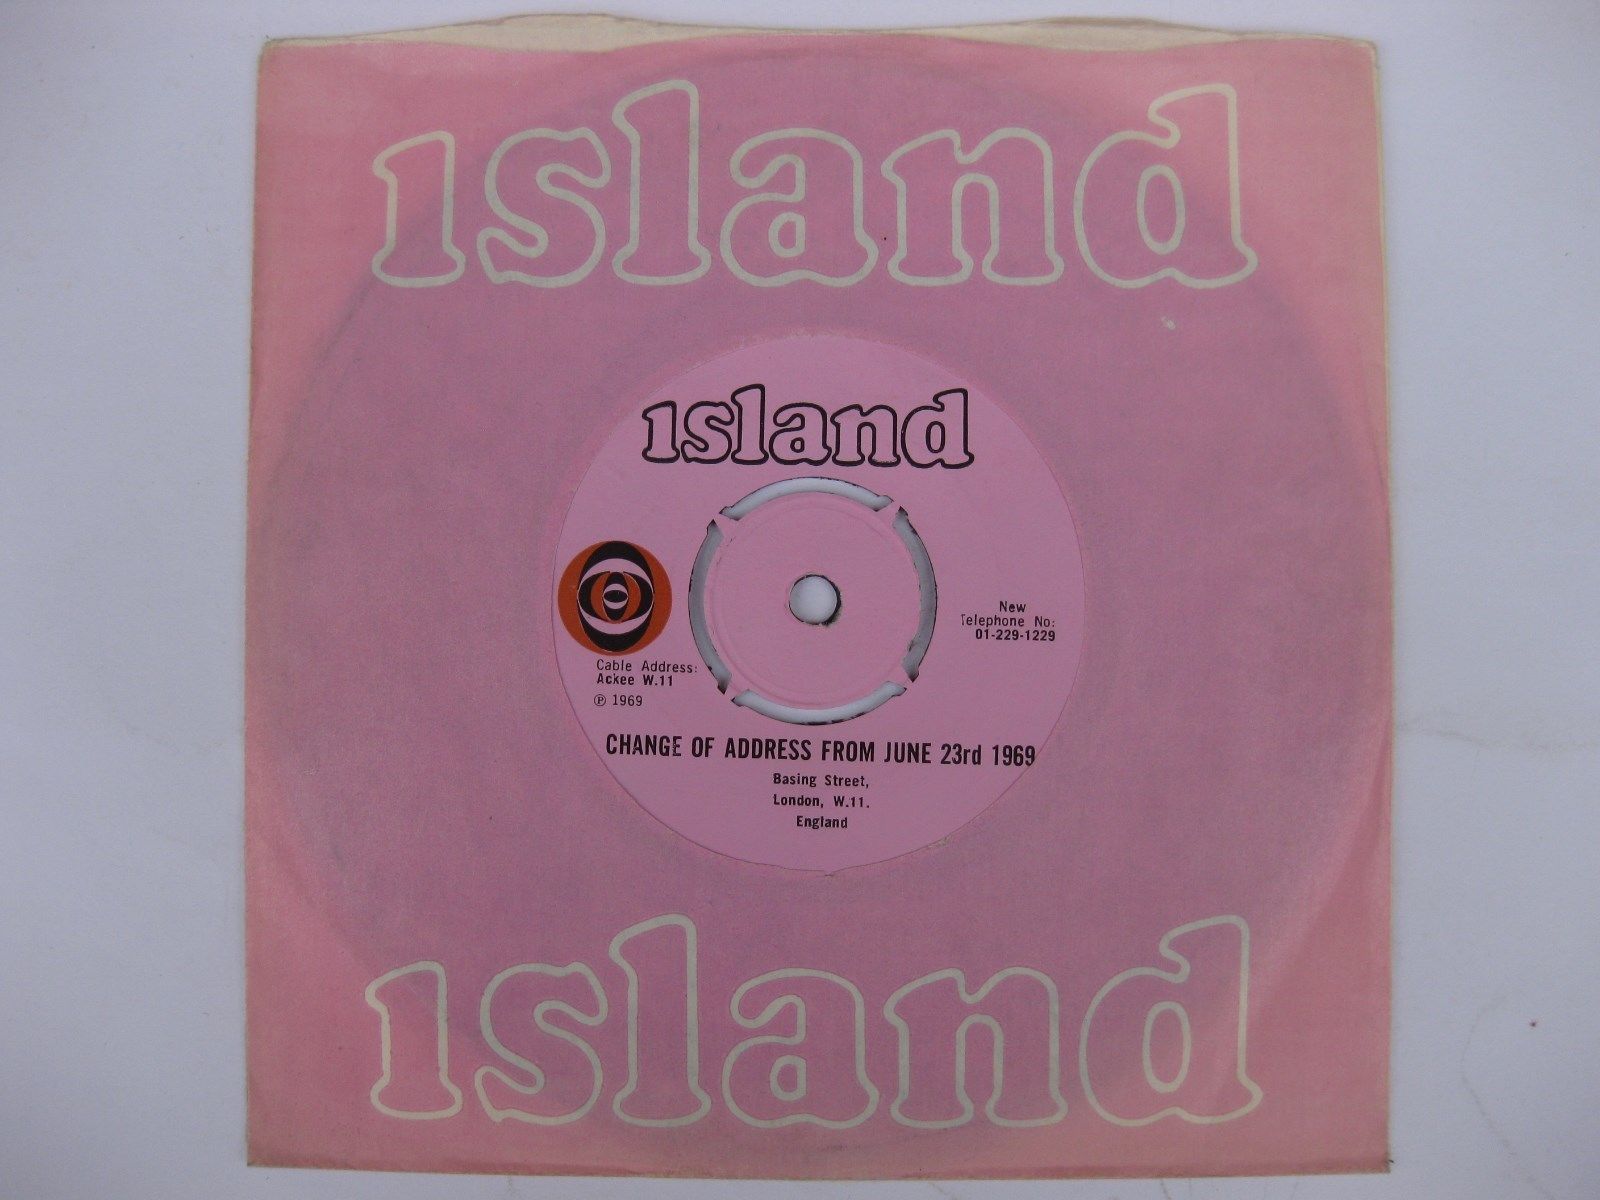 island
island
New
Telephone No:
01-229-1229
Cable Address:
Ackee W.11
℗ 1969
CHANGE OF ADDRESS FROM JUNE 23rd 1969
Basing Street,
London, W.11.
England
island